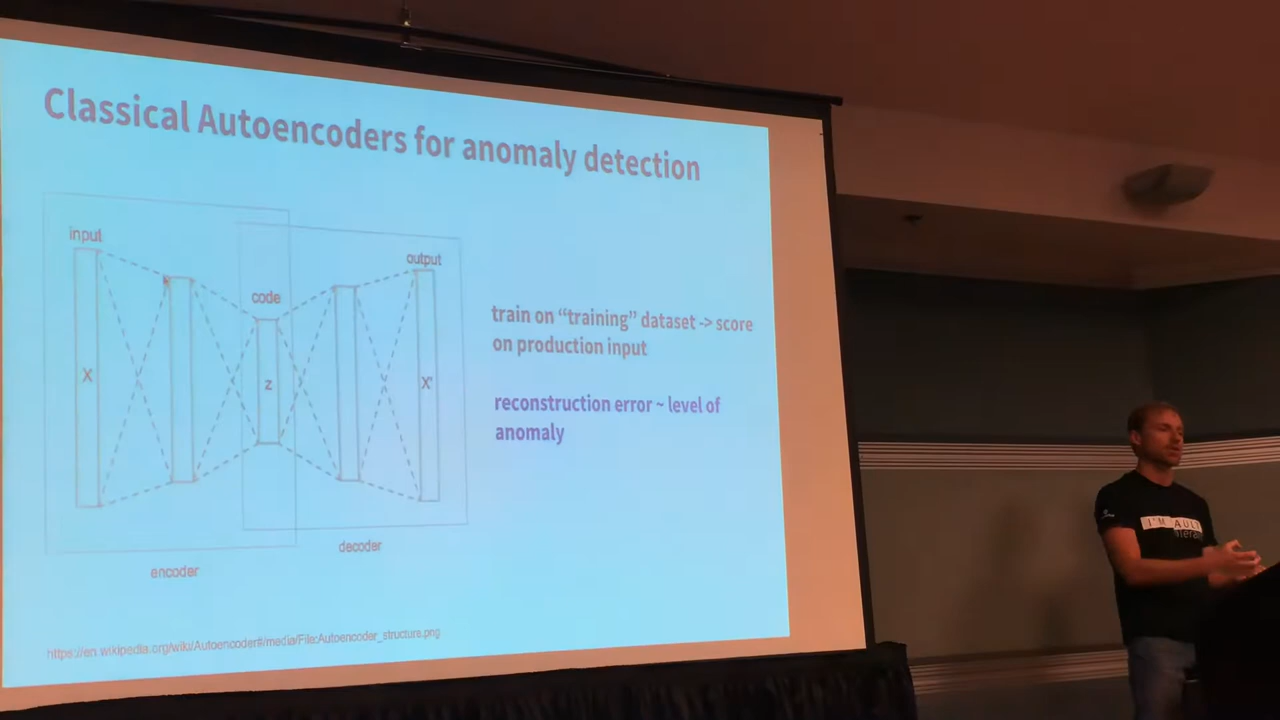 Classical Autoencoders for anomaly detection
input
output
code
X
z
X'
train on “training” dataset -> score
on production input
reconstruction error ~ level of
anomaly
decoder
encoder
https://en.wikipedia.org/wiki/Autoencoder#/media/File:Autoencoder_structure.png
I'M AULT